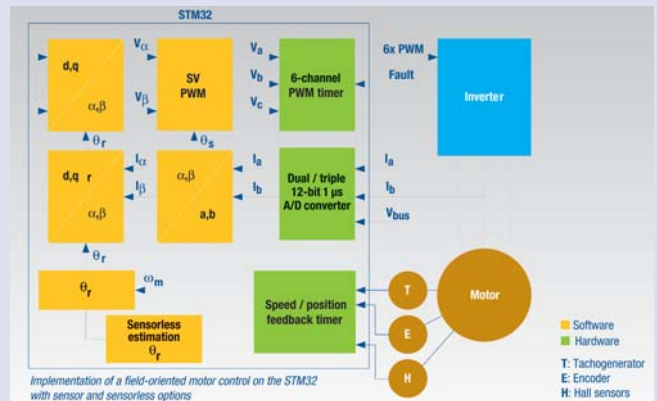 STM32
d,q
α,β
θr
Vα
Vβ
SV
PWM
θs
Va
Vb
Vc
6-channel
PWM timer
6x PWM
Fault
Inverter
d,q r
α,β
θr
Iα
Iβ
α,β
a,b
Ia
Ib
Dual / triple
12-bit 1 µs
A/D converter
Ia
Ib
Vbus
θr
ωm
Sensorless
estimation
θr
Speed / position
feedback timer
T
E
H
Motor
Software
Hardware
T: Tachogenerator
E: Encoder
H: Hall sensors
Implementation of a field-oriented motor control on the STM32
with sensor and sensorless options